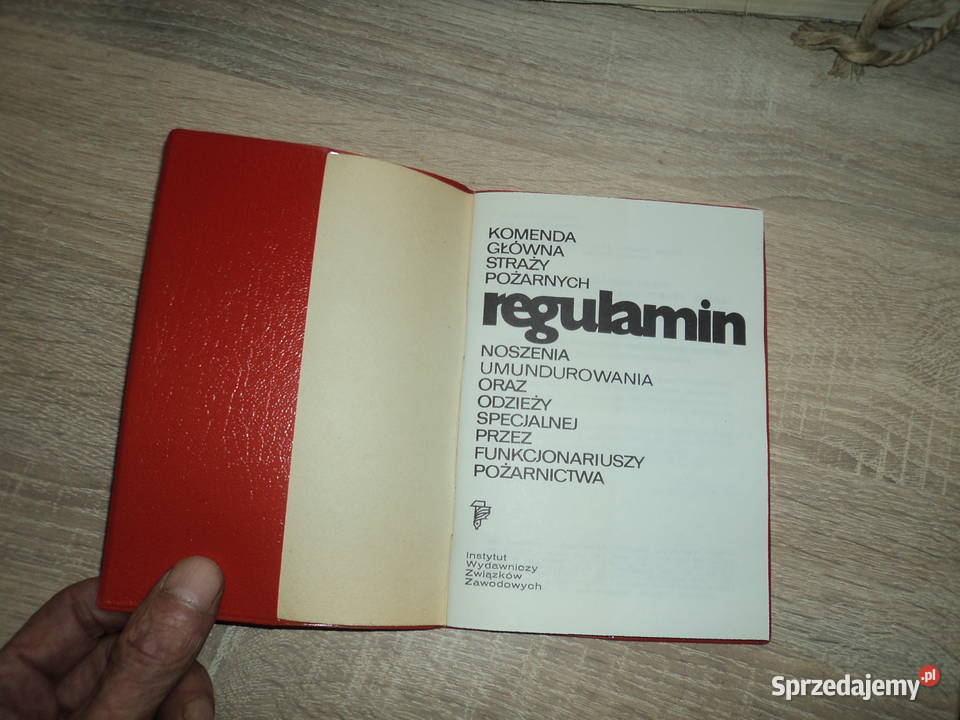 KOMENDA
GŁÓWNA
STRAŻY
POŻARNYCH
regulamin
NOSZENIA
UMUNDUROWANIA
ORAZ
ODZIEŻY
SPECJALNEJ
PRZEZ
FUNKCJONARIUSZY
POŻARNICTWA
Instytut
Wydawniczy
Związków
Zawodowych
Sprzedajemy.pl